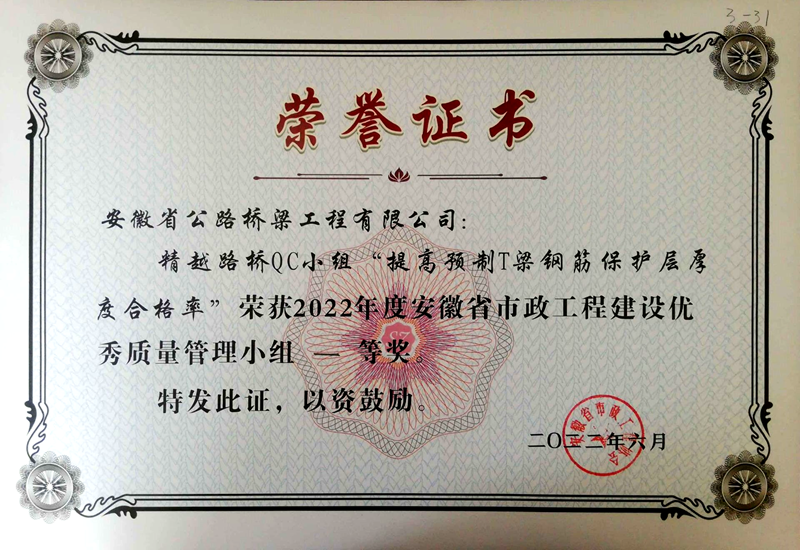 3-31
荣誉证书
安徽省公路桥梁工程有限公司：
精越路桥QC小组“提高预制T梁钢筋保护层厚
度合格率”荣获2022年度安徽省市政工程建设优
秀质量管理小组 一 等奖。
特发此证，以资鼓励。
二〇二二年六月